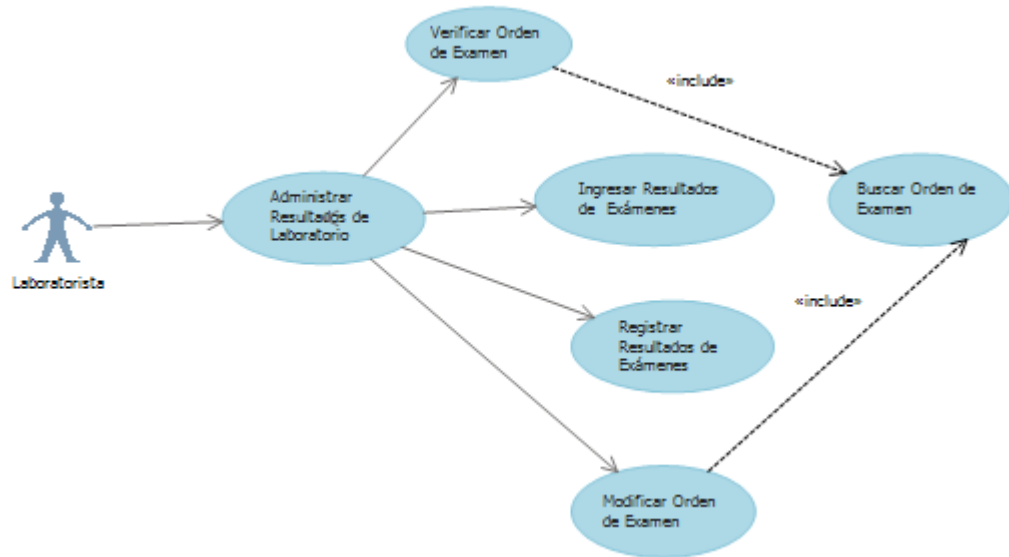 Verificar Orden
de Examen
«include»
Administrar
Resultados de
Laboratorio
Ingresar Resultados
de Exámenes
Buscar Orden de
Examen
Laboratorista
«include»
Registrar
Resultados de
Exámenes
Modificar Orden
de Examen